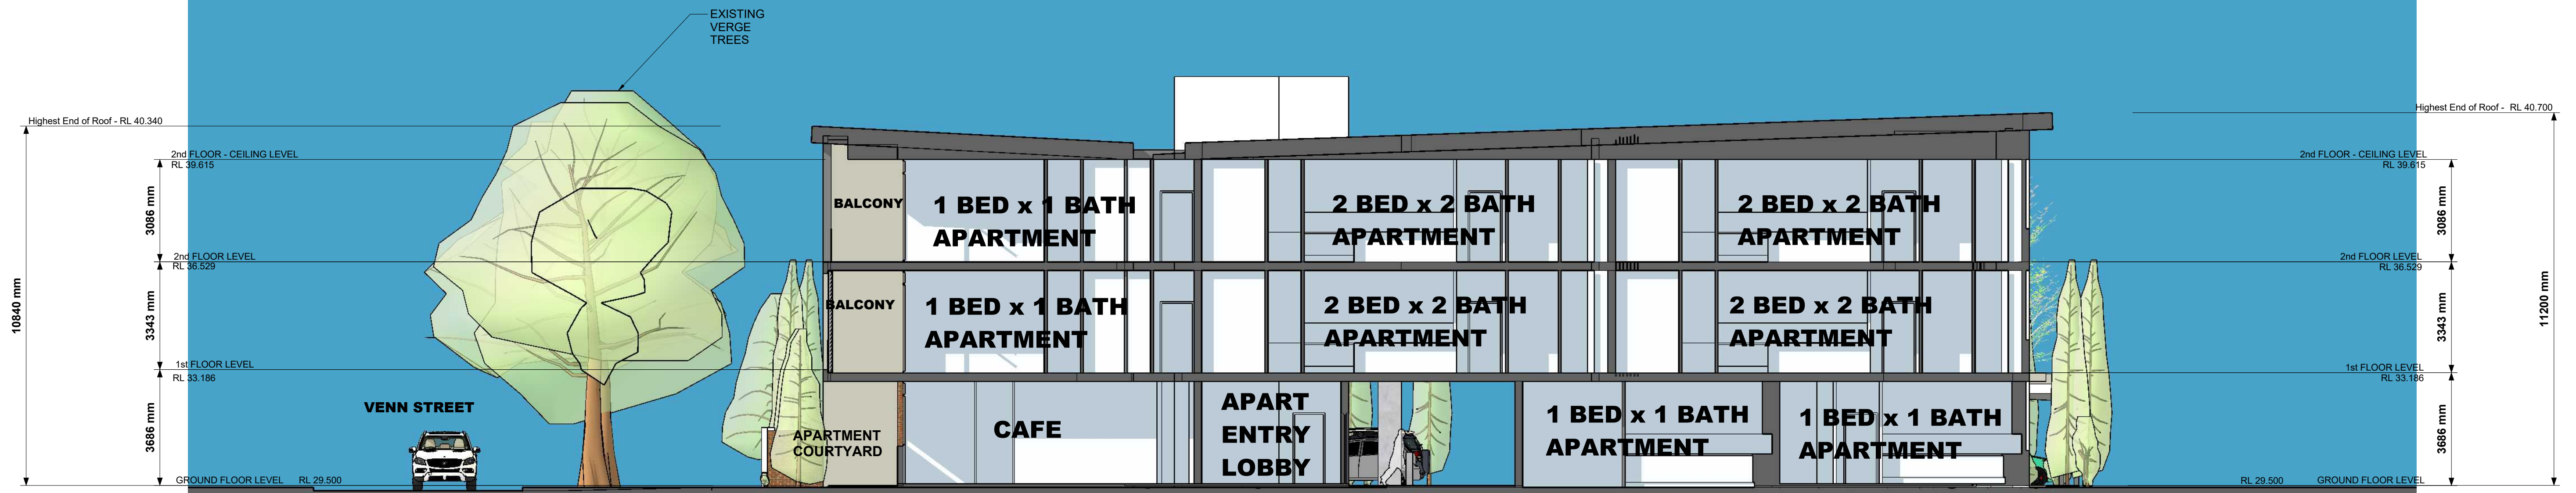 EXISTING
VERGE
TREES
Highest End of Roof - RL 40.340
Highest End of Roof - RL 40.700
2nd FLOOR - CEILING LEVEL
RL 39.615
2nd FLOOR - CEILING LEVEL
RL 39.615
3086 mm
BALCONY
1 BED x 1 BATH
APARTMENT
2 BED x 2 BATH
APARTMENT
2 BED x 2 BATH
APARTMENT
3086 mm
2nd FLOOR LEVEL
RL 36.529
2nd FLOOR LEVEL
RL 36.529
10840 mm
3343 mm
BALCONY
1 BED x 1 BATH
APARTMENT
2 BED x 2 BATH
APARTMENT
2 BED x 2 BATH
APARTMENT
3343 mm
11200 mm
1st FLOOR LEVEL
RL 33.186
1st FLOOR LEVEL
RL 33.186
3686 mm
VENN STREET
APARTMENT
COURTYARD
CAFE
APART
ENTRY
LOBBY
1 BED x 1 BATH
APARTMENT
1 BED x 1 BATH
APARTMENT
3686 mm
GROUND FLOOR LEVEL RL 29.500
RL 29.500 GROUND FLOOR LEVEL